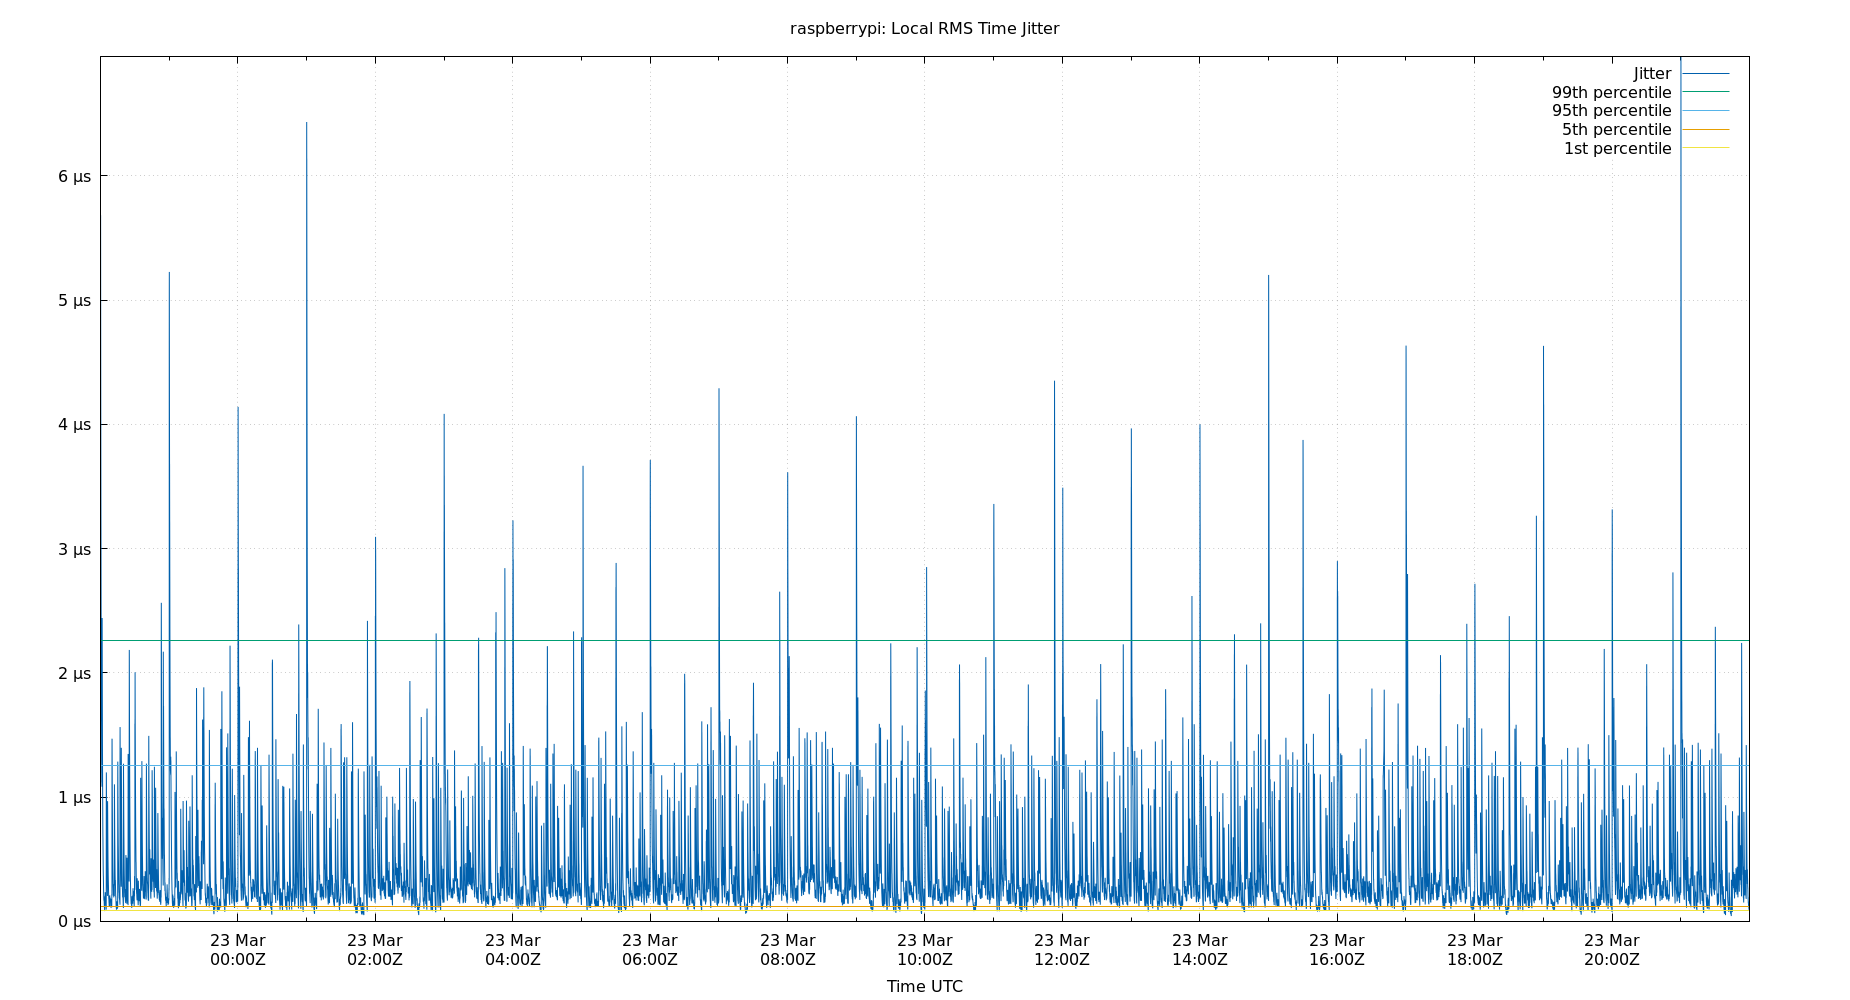 raspberrypi: Local RMS Time Jitter
Jitter
99th percentile
95th percentile
5th percentile
1st percentile
6 µs
5 µs
4 µs
3 µs
2 µs
1 µs
0 µs
23 Mar 23 Mar 23 Mar 23 Mar 23 Mar 23 Mar 23 Mar 23 Mar 23 Mar 23 Mar 23 Mar
00:00Z 02:00Z 04:00Z 06:00Z 08:00Z 10:00Z 12:00Z 14:00Z 16:00Z 18:00Z 20:00Z
Time UTC